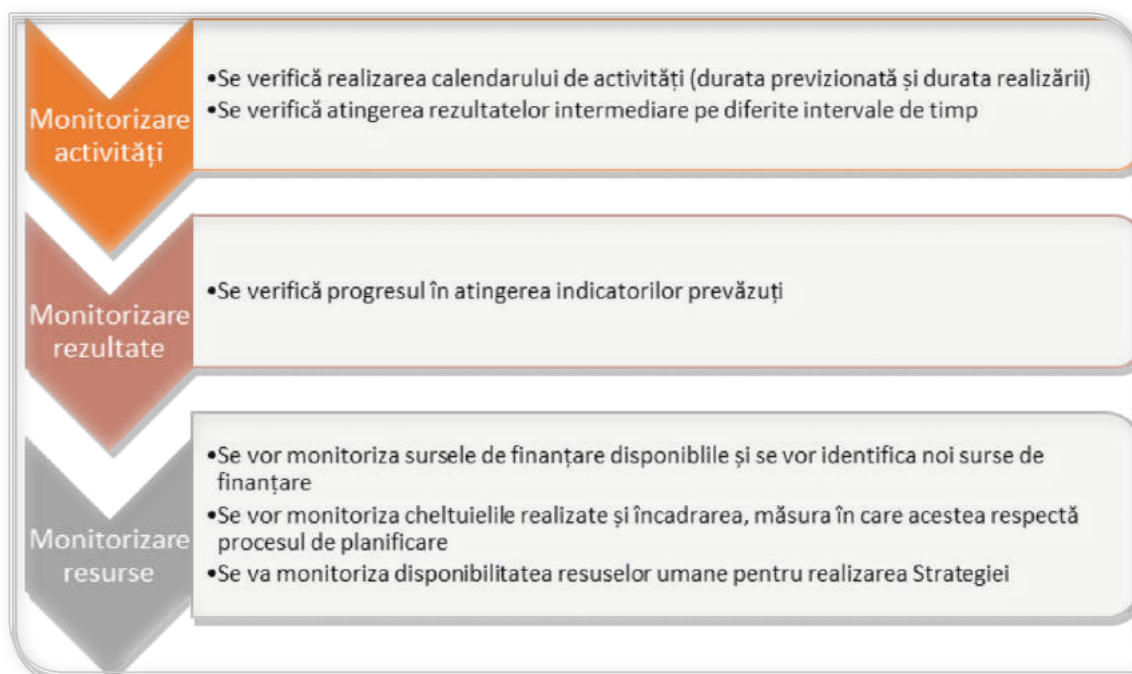 Monitorizare
activități
•Se verifică realizarea calendarului de activități (durata previzionată și durata realizării)
•Se verifică atingerea rezultatelor intermediare pe diferite intervale de timp
Monitorizare
rezultate
•Se verifică progresul în atingerea indicatorilor prevăzuți
Monitorizare
resurse
•Se vor monitoriza sursele de finanțare disponiblile și se vor identifica noi surse de
finanțare
•Se vor monitoriza cheltuielile realizate și încadrarea, măsura în care acestea respectă
procesul de planificare
•Se va monitoriza disponibilitatea resuselor umane pentru realizarea Strategiei